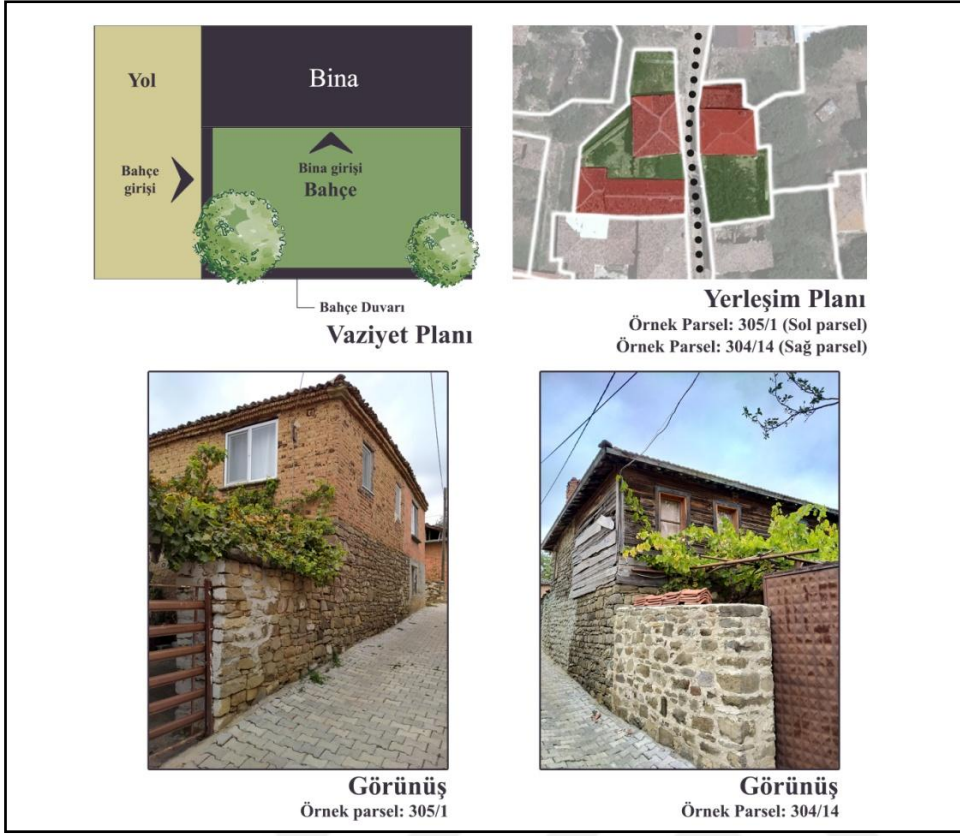 Yol
Bina
Bahçe
girişi
Bina girişi
Bahçe
Bahçe Duvarı
Vaziyet Planı
Yerleşim Planı
Örnek Parsel: 305/1 (Sol parsel)
Örnek Parsel: 304/14 (Sağ parsel)
Görünüş
Örnek parsel: 305/1
Görünüş
Örnek Parsel: 304/14